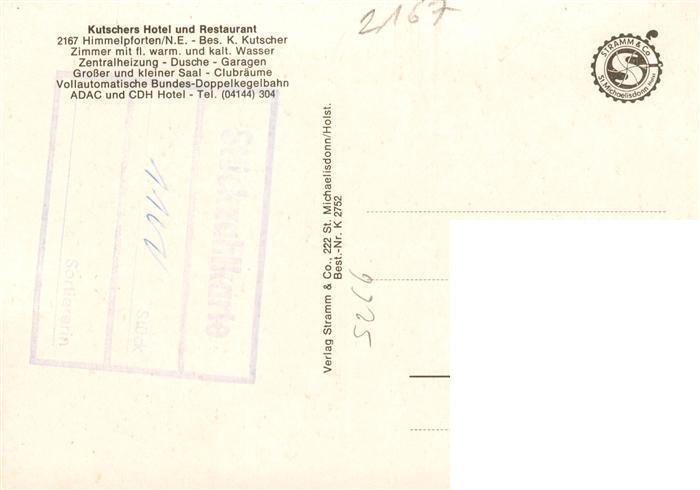 Kutschers Hotel und Restaurant
2167 Himmelpforten/N.E. - Bes. K. Kutscher
Zimmer mit fl. warm. und kalt. Wasser
Zentralheizung - Dusche - Garagen
Großer und kleiner Saal - Clubräume
Vollautomatische Bundes-Doppelkegelbahn
ADAC und CDH Hotel - Tel. (04144) 304
2167
STRAMM & Co
St Michaelisdonn Holst
Verlag Stramm & Co., 222 St. Michaelisdonn/Holst.
Best.-Nr. K 2752
5266
Stückzahlkarte
Stück
Sortiererin